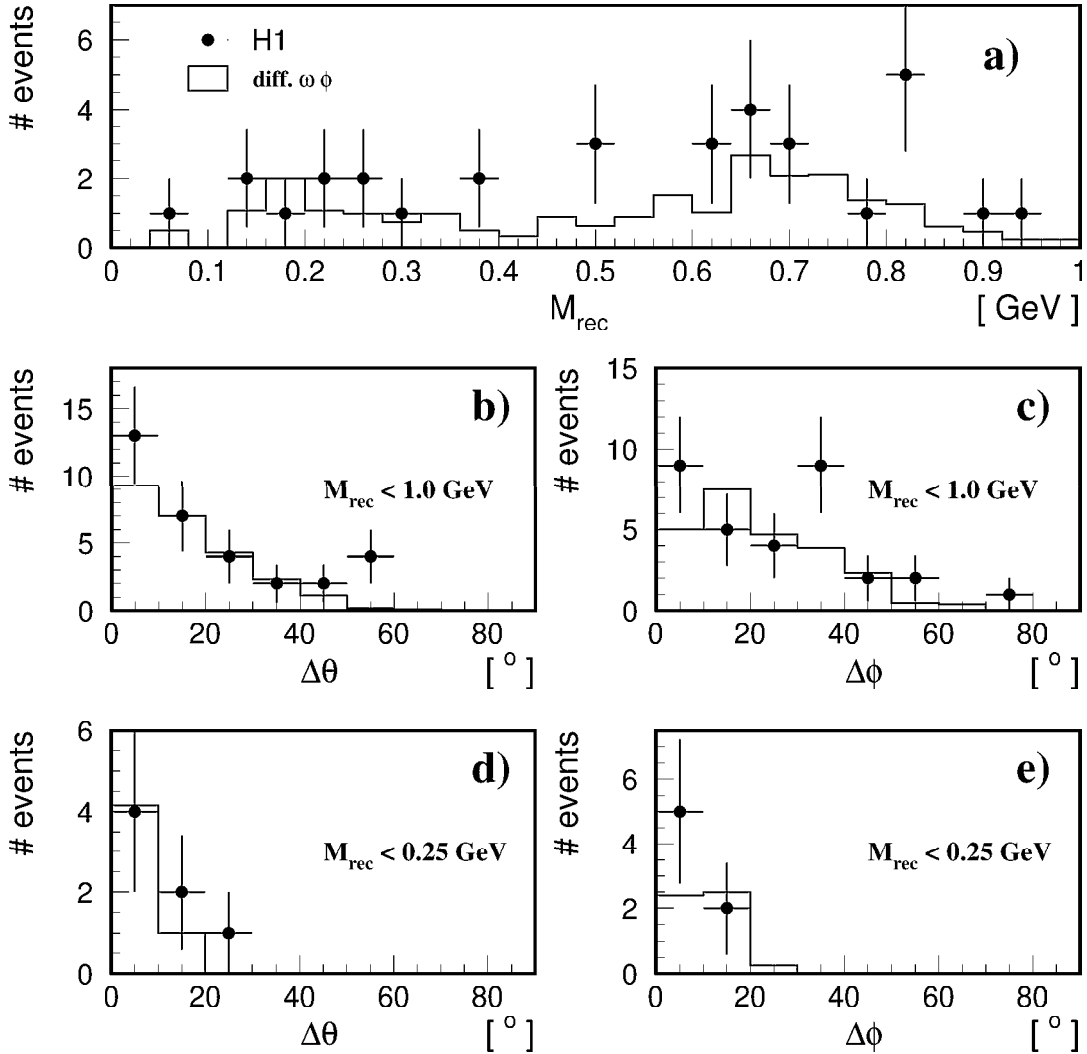 # events
6
4
2
0
H1
diff. ω ϕ
a)
0 0.1 0.2 0.3 0.4 0.5 0.6 0.7 0.8 0.9 1
M_rec [ GeV ]
# events
15
10
5
0
b)
M_rec < 1.0 GeV
0 20 40 60 80
Δθ [ ° ]
# events
15
10
5
0
c)
M_rec < 1.0 GeV
0 20 40 60 80
Δϕ [ ° ]
# events
6
4
2
0
d)
M_rec < 0.25 GeV
0 20 40 60 80
Δθ [ ° ]
# events
6
4
2
0
e)
M_rec < 0.25 GeV
0 20 40 60 80
Δϕ [ ° ]